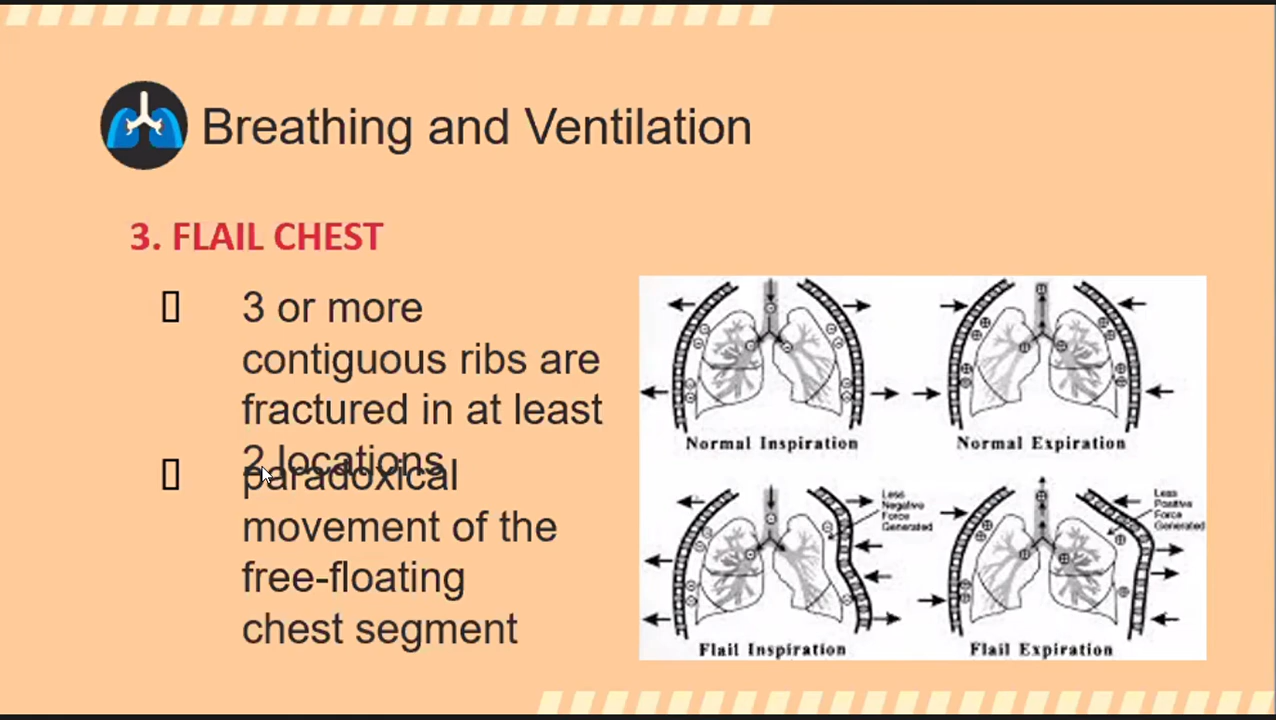 Breathing and Ventilation
3. FLAIL CHEST
3 or more
contiguous ribs are
fractured in at least
2 locations
paradoxical
movement of the
free-floating
chest segment
Normal Inspiration
Normal Expiration
Less
Negative
Force
Generated
Less
Positive
Force
Generated
Flail Inspiration
Flail Expiration